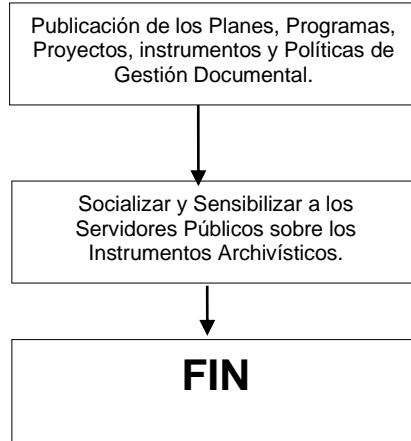 Publicación de los Planes, Programas,
Proyectos, instrumentos y Políticas de
Gestión Documental.
Socializar y Sensibilizar a los
Servidores Públicos sobre los
Instrumentos Archivísticos.
FIN